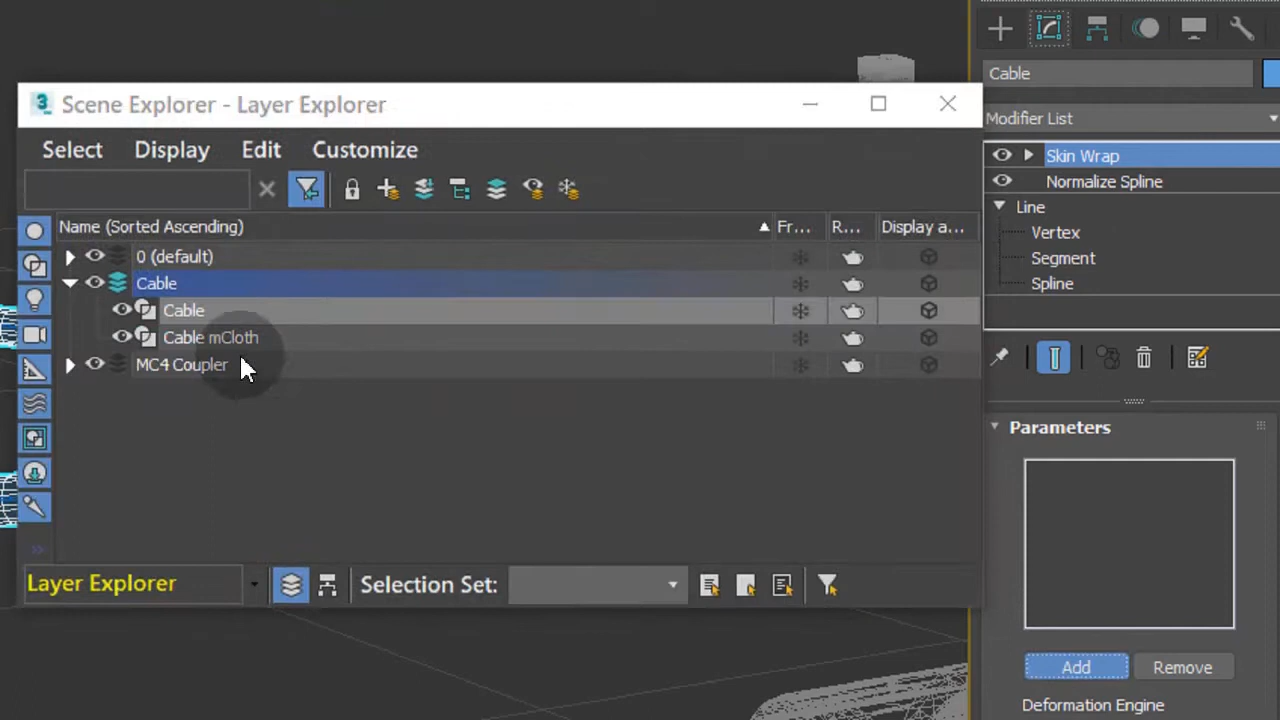 Cable
Modifier List
Scene Explorer - Layer Explorer
Select Display Edit Customize
Name (Sorted Ascending) Fr... R... Display a...
0 (default)
Cable
Cable
Cable mCloth
MC4 Coupler
Layer Explorer
Selection Set:
Skin Wrap
Normalize Spline
Line
Vertex
Segment
Spline
Parameters
Add Remove
Deformation Engine